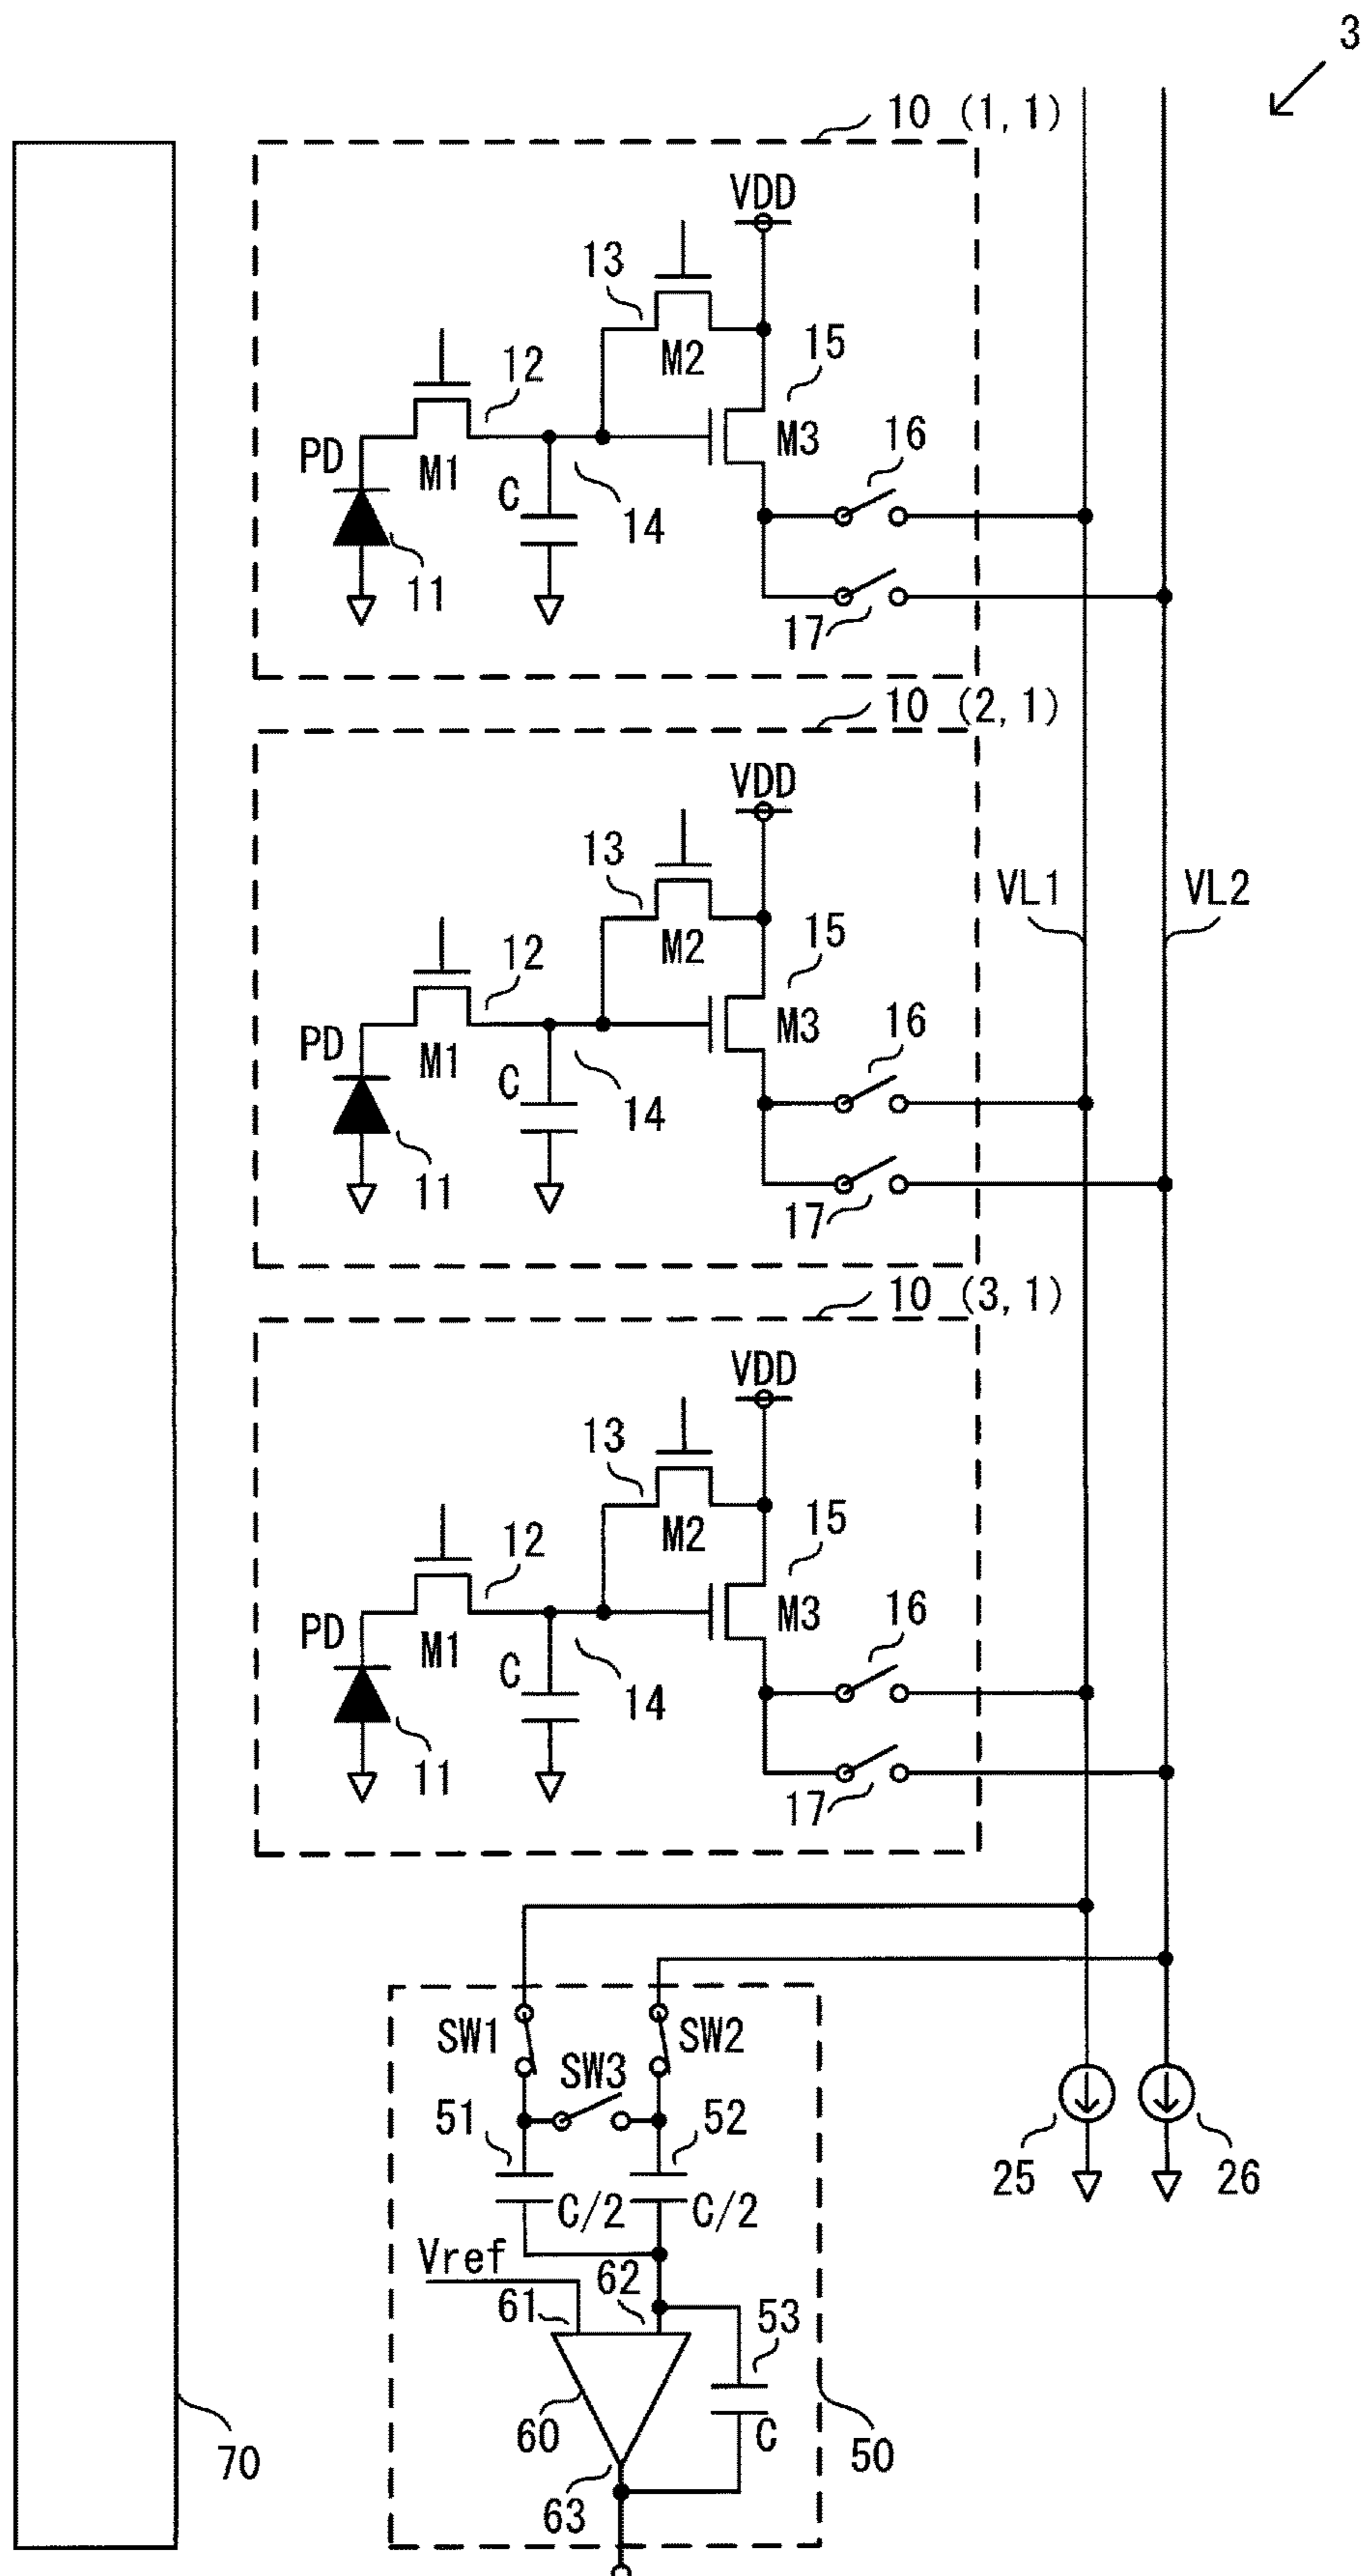 3
10 (1, 1)
VDD
13
M2
15
12
M3
16
PD
M1
C
14
11
17
10 (2, 1)
VDD
13
M2
15
VL1
VL2
12
M3
16
PD
M1
C
14
11
17
10 (3, 1)
VDD
13
M2
15
12
M3
16
PD
M1
C
14
11
17
SW1
SW2
SW3
51
52
25
26
C/2
C/2
Vref
61
62
53
60
C
50
70
63